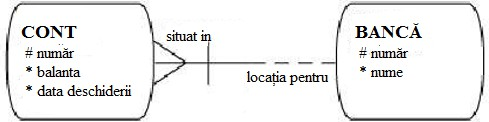 CONT
# număr
* balanta
* data deschiderii
situat in
locația pentru
BANCĂ
# număr
* nume